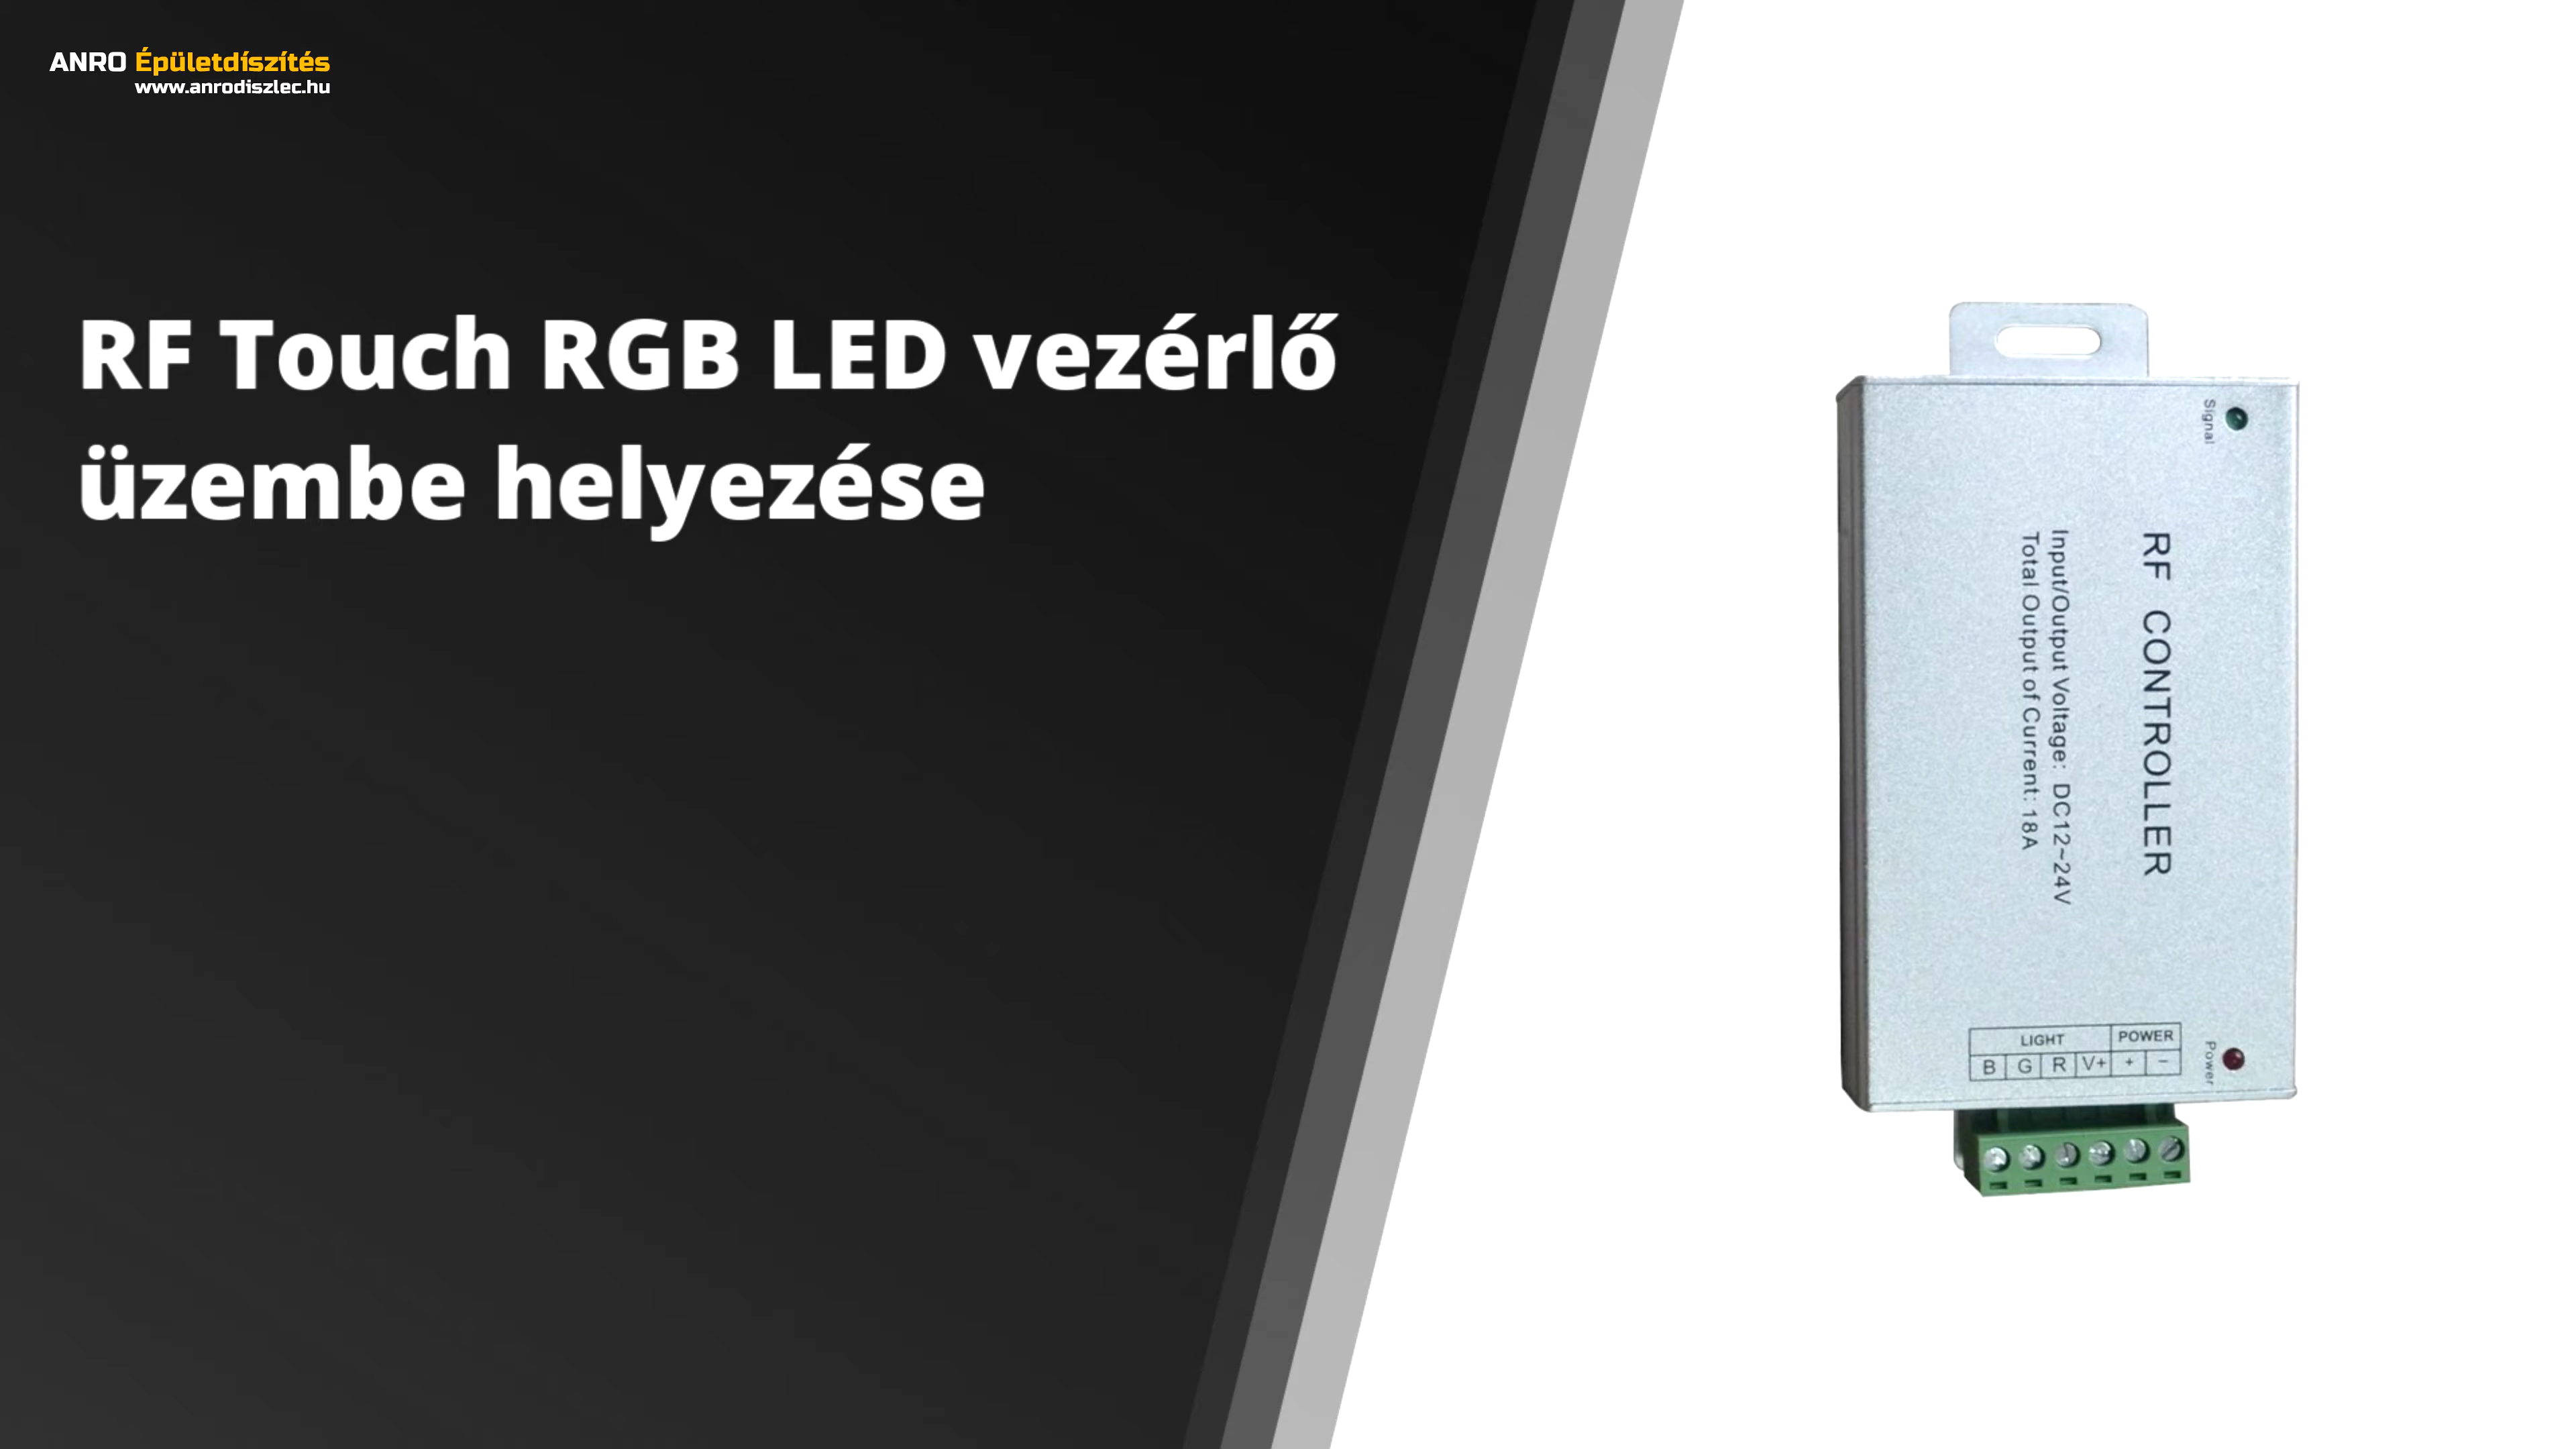 ANRO Épületdíszítés
www.anrodiszlec.hu
RF Touch RGB LED vezérlő
üzembe helyezése
Signal
RF CONTROLLER
Input/Output Voltage: DC12~24V
Total Output of Current: 18A
LIGHT POWER
B G R V+ + −
Power